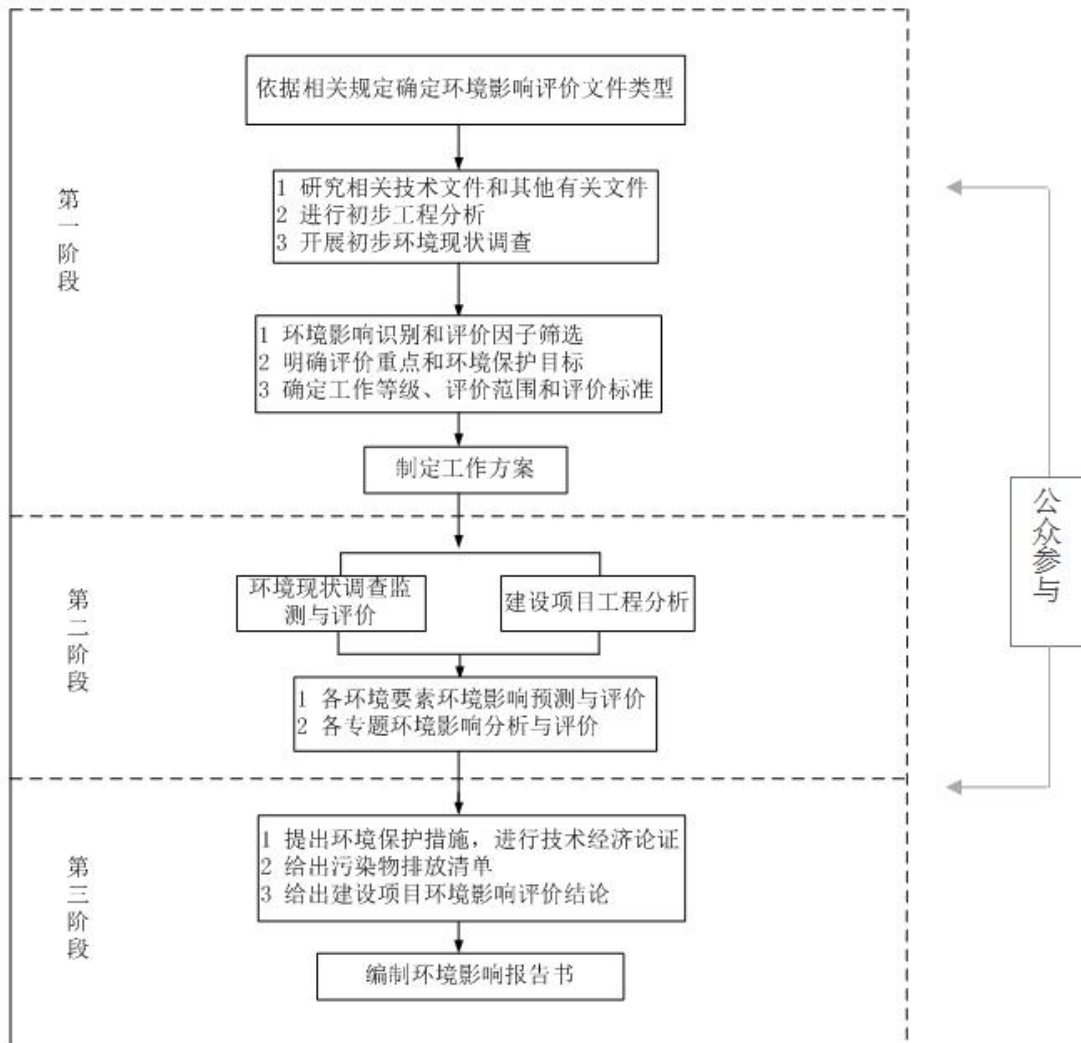 依据相关规定确定环境影响评价文件类型
第一阶段
1 研究相关技术文件和其他有关文件
2 进行初步工程分析
3 开展初步环境现状调查
1 环境影响识别和评价因子筛选
2 明确评价重点和环境保护目标
3 确定工作等级、评价范围和评价标准
制定工作方案
公众参与
第二阶段
环境现状调查监
测与评价
建设项目工程分析
1 各环境要素环境影响预测与评价
2 各专题环境影响分析与评价
第三阶段
1 提出环境保护措施，进行技术经济论证
2 给出污染物排放清单
3 给出建设项目环境影响评价结论
编制环境影响报告书